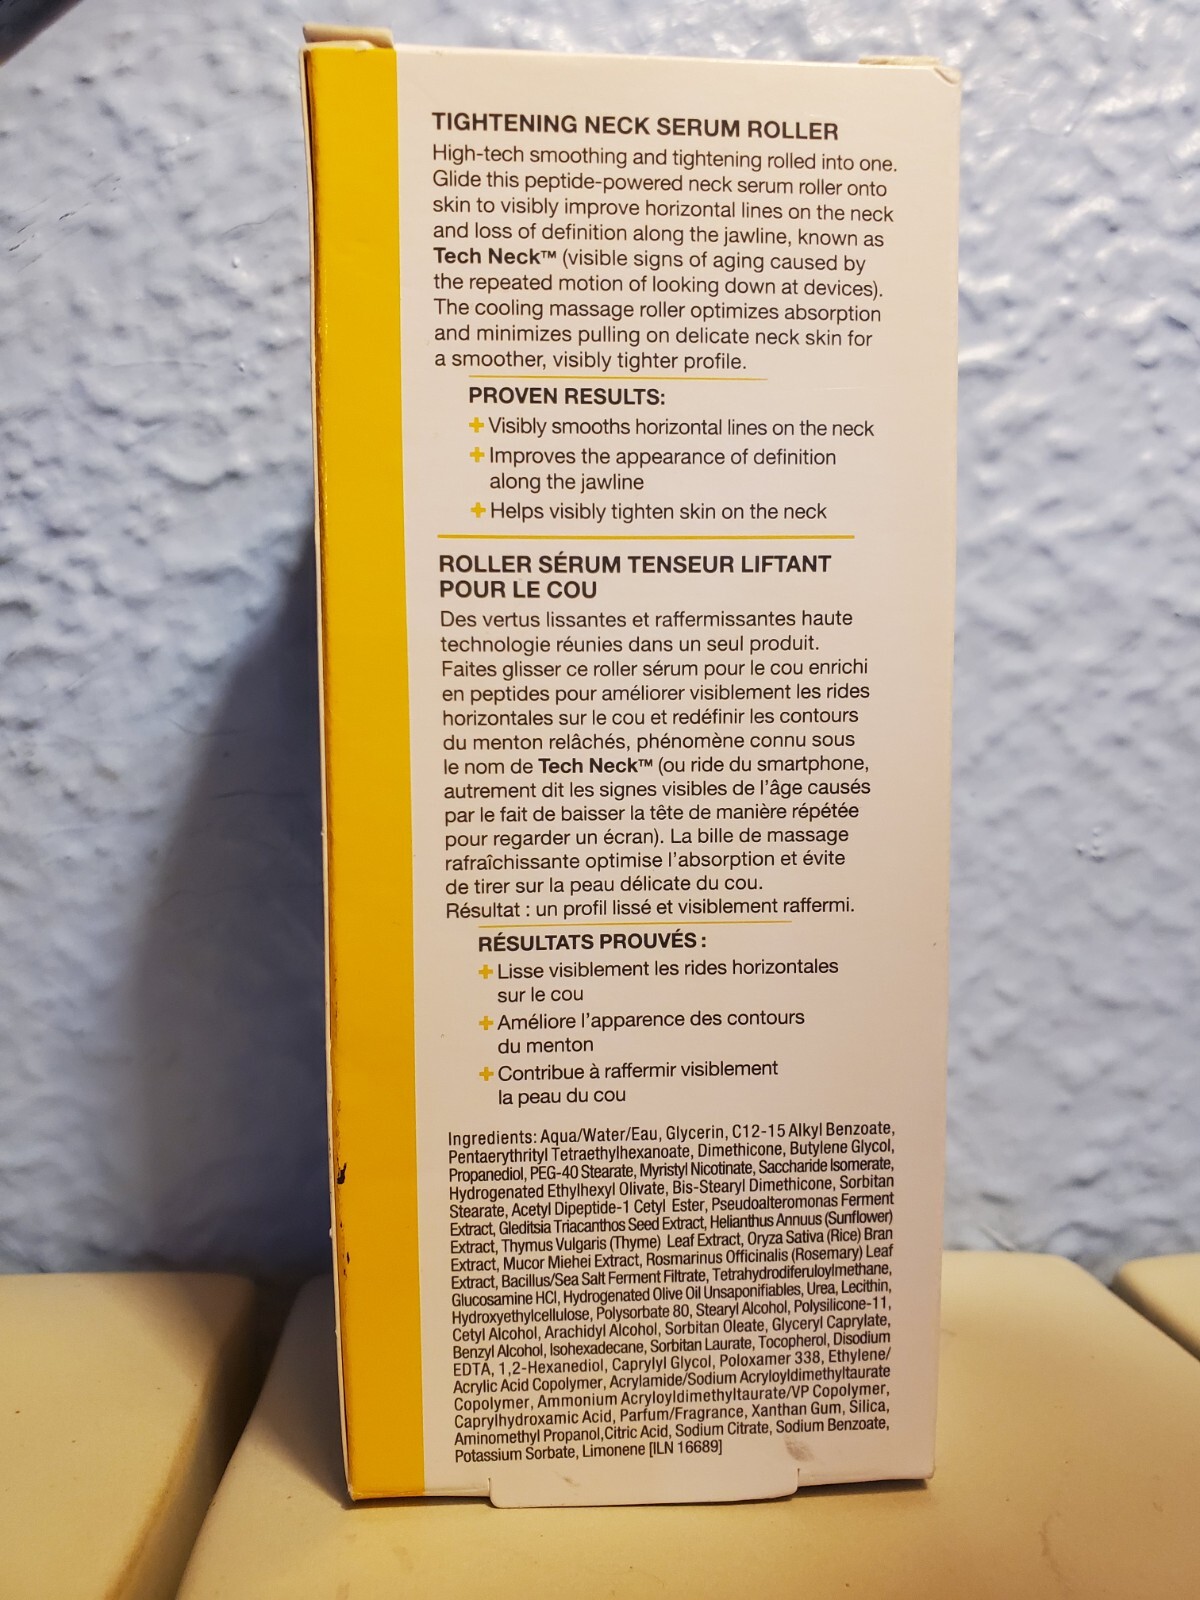 TIGHTENING NECK SERUM ROLLER
High-tech smoothing and tightening rolled into one.
Glide this peptide-powered neck serum roller onto
skin to visibly improve horizontal lines on the neck
and loss of definition along the jawline, known as
Tech Neck™ (visible signs of aging caused by
the repeated motion of looking down at devices).
The cooling massage roller optimizes absorption
and minimizes pulling on delicate neck skin for
a smoother, visibly tighter profile.
PROVEN RESULTS:
+ Visibly smooths horizontal lines on the neck
+ Improves the appearance of definition
along the jawline
+ Helps visibly tighten skin on the neck
ROLLER SÉRUM TENSEUR LIFTANT
POUR LE COU
Des vertus lissantes et raffermissantes haute
technologie réunies dans un seul produit.
Faites glisser ce roller sérum pour le cou enrichi
en peptides pour améliorer visiblement les rides
horizontales sur le cou et redéfinir les contours
du menton relâchés, phénomène connu sous
le nom de Tech Neck™ (ou ride du smartphone,
autrement dit les signes visibles de l'âge causés
par le fait de baisser la tête de manière répétée
pour regarder un écran). La bille de massage
rafraîchissante optimise l'absorption et évite
de tirer sur la peau délicate du cou.
Résultat : un profil lissé et visiblement raffermi.
RÉSULTATS PROUVÉS :
+ Lisse visiblement les rides horizontales
sur le cou
+ Améliore l'apparence des contours
du menton
+ Contribue à raffermir visiblement
la peau du cou
Ingredients: Aqua/Water/Eau, Glycerin, C12-15 Alkyl Benzoate,
Pentaerythrityl Tetraethylhexanoate, Dimethicone, Butylene Glycol,
Propanediol, PEG-40 Stearate, Myristyl Nicotinate, Saccharide Isomerate,
Hydrogenated Ethylhexyl Olivate, Bis-Stearyl Dimethicone, Sorbitan
Stearate, Acetyl Dipeptide-1 Cetyl Ester, Pseudoalteromonas Ferment
Extract, Gleditsia Triacanthos Seed Extract, Helianthus Annuus (Sunflower)
Extract, Thymus Vulgaris (Thyme) Leaf Extract, Oryza Sativa (Rice) Bran
Extract, Mucor Miehei Extract, Rosmarinus Officinalis (Rosemary) Leaf
Extract, Bacillus/Sea Salt Ferment Filtrate, Tetrahydrodiferuloylmethane,
Glucosamine HCl, Hydrogenated Olive Oil Unsaponifiables, Urea, Lecithin,
Hydroxyethylcellulose, Polysorbate 80, Stearyl Alcohol, Polysilicone-11,
Cetyl Alcohol, Arachidyl Alcohol, Sorbitan Oleate, Glyceryl Caprylate,
Benzyl Alcohol, Isohexadecane, Sorbitan Laurate, Tocopherol, Disodium
EDTA, 1,2-Hexanediol, Caprylyl Glycol, Poloxamer 338, Ethylene/
Acrylic Acid Copolymer, Acrylamide/Sodium Acryloyldimethyltaurate
Copolymer, Ammonium Acryloyldimethyltaurate/VP Copolymer,
Caprylhydroxamic Acid, Parfum/Fragrance, Xanthan Gum, Silica,
Aminomethyl Propanol, Citric Acid, Sodium Citrate, Sodium Benzoate,
Potassium Sorbate, Limonene [ILN 16689]